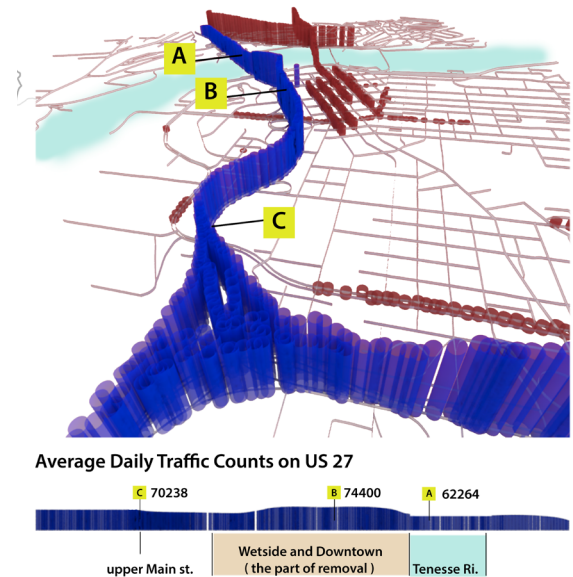 A
B
C
Average Daily Traffic Counts on US 27
C 70238
B 74400
A 62264
upper Main st.
Wetside and Downtown
( the part of removal )
Tenesse Ri.